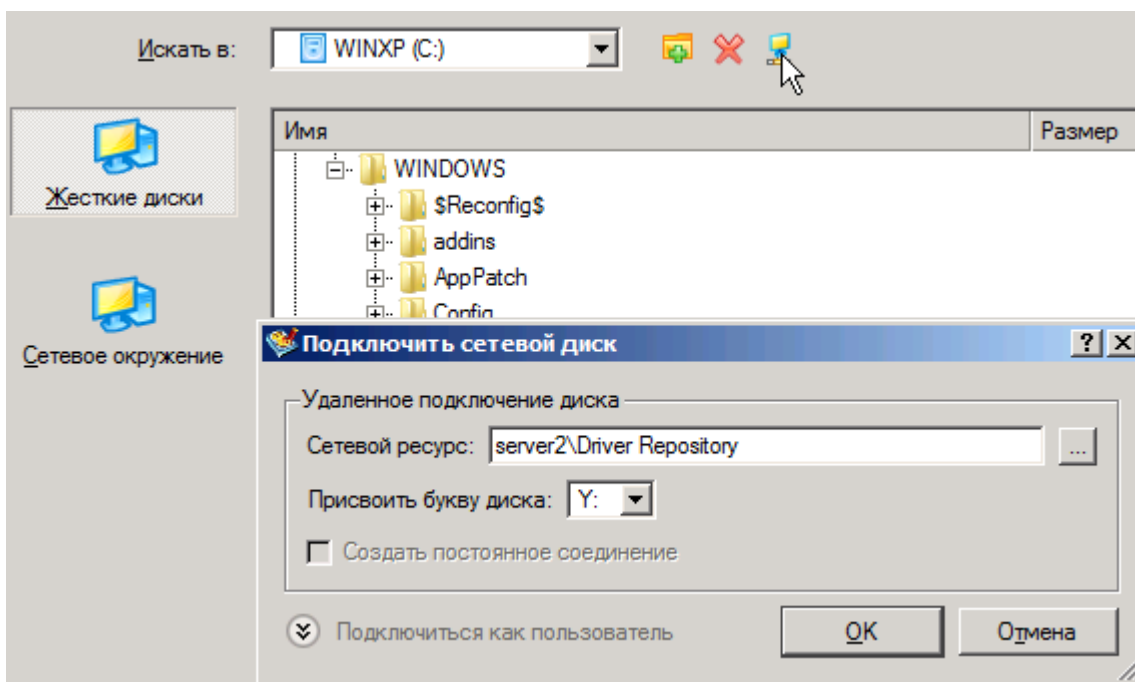 Искать в: WINXP (C:)
Имя Размер
WINDOWS
Жесткие диски
$Reconfig$
addins
AppPatch
Config
Сетевое окружение
Подключить сетевой диск
Удаленное подключение диска
Сетевой ресурс: server2\Driver Repository ...
Присвоить букву диска: Y:
Создать постоянное соединение
Подключиться как пользователь OK Отмена